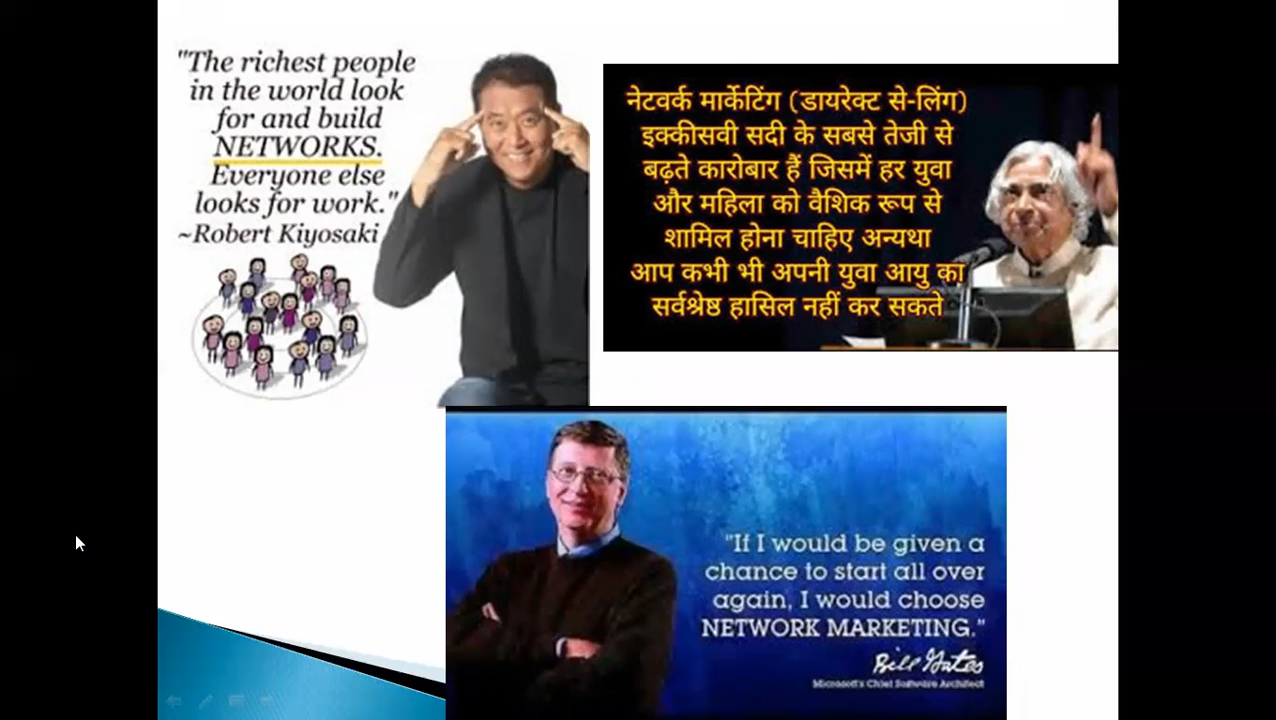 "The richest people
in the world look
for and build
NETWORKS.
Everyone else
looks for work."
~Robert Kiyosaki
नेटवर्क मार्केटिंग (डायरेक्ट से-लिंग)
इक्कीसवी सदी के सबसे तेजी से
बढ़ते कारोबार हैं जिसमें हर युवा
और महिला को वैशिक रूप से
शामिल होना चाहिए अन्यथा
आप कभी भी अपनी युवा आयु का
सर्वश्रेष्ठ हासिल नहीं कर सकते
"If I would be given a
chance to start all over
again, I would choose
NETWORK MARKETING."
Bill Gates
Microsoft's Chief Software Architect